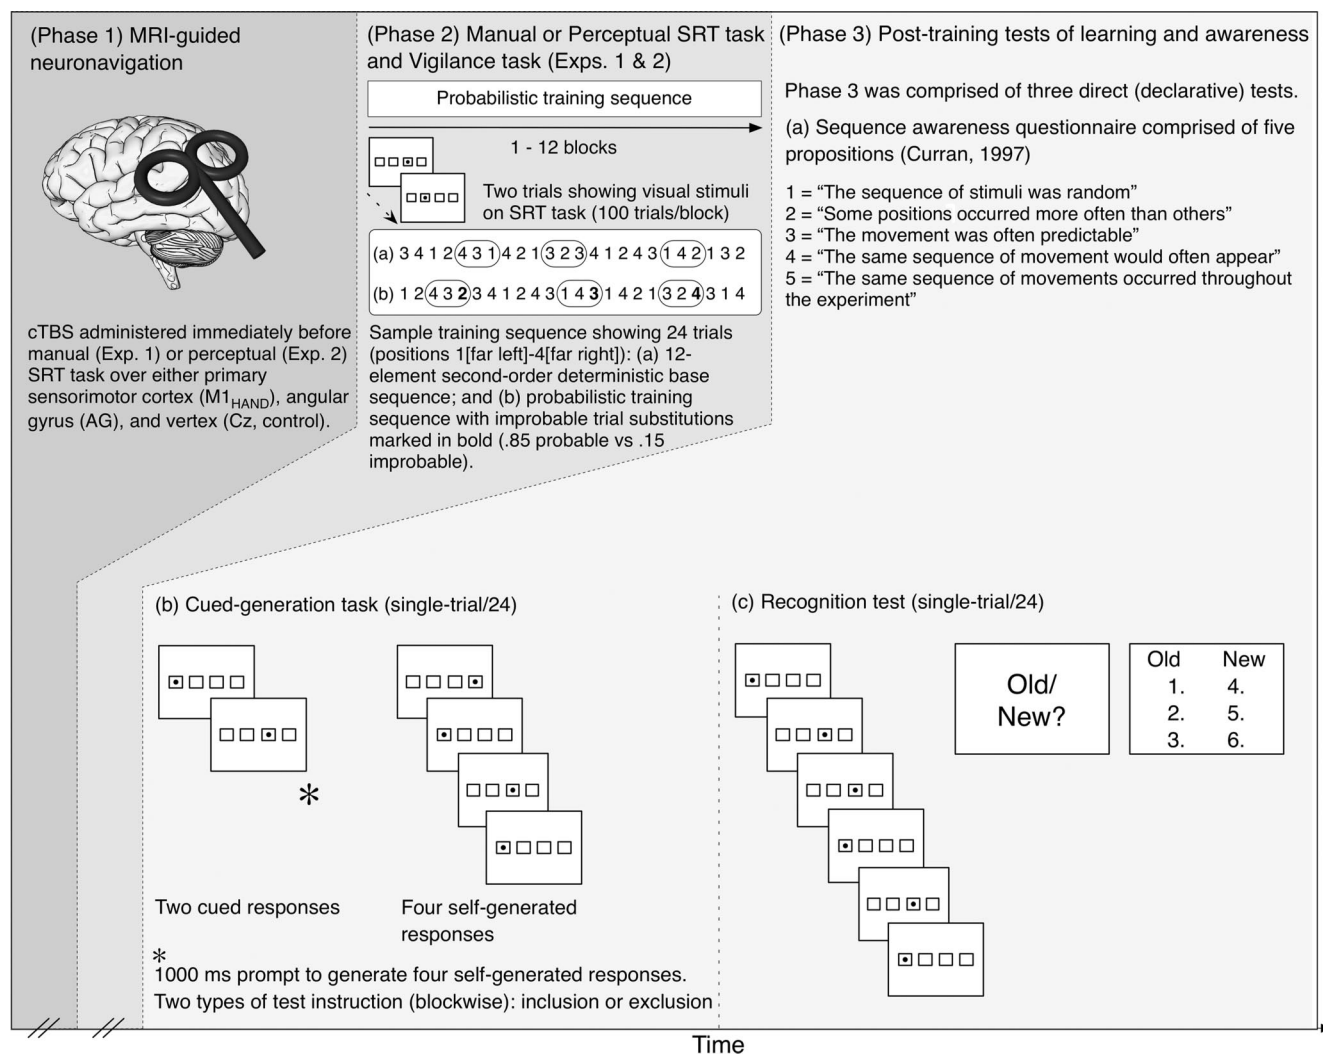 (Phase 1) MRI-guided
neuronavigation
cTBS administered immediately before
manual (Exp. 1) or perceptual (Exp. 2)
SRT task over either primary
sensorimotor cortex (M1HAND), angular
gyrus (AG), and vertex (Cz, control).
(Phase 2) Manual or Perceptual SRT task
and Vigilance task (Exps. 1 & 2)
Probabilistic training sequence
1 - 12 blocks
Two trials showing visual stimuli
on SRT task (100 trials/block)
(a) 3 4 1 2 4 3 1 4 2 1 3 2 3 4 1 2 4 3 1 4 2 1 3 2
(b) 1 2 4 3 2 3 4 1 2 4 3 1 4 3 1 4 2 1 3 2 4 3 1 4
Sample training sequence showing 24 trials
(positions 1[far left]-4[far right]): (a) 12-
element second-order deterministic base
sequence; and (b) probabilistic training
sequence with improbable trial substitutions
marked in bold (.85 probable vs .15
improbable).
(Phase 3) Post-training tests of learning and awareness
Phase 3 was comprised of three direct (declarative) tests.
(a) Sequence awareness questionnaire comprised of five
propositions (Curran, 1997)
1 = “The sequence of stimuli was random”
2 = “Some positions occurred more often than others”
3 = “The movement was often predictable”
4 = “The same sequence of movement would often appear”
5 = “The same sequence of movements occurred throughout
the experiment”
(b) Cued-generation task (single-trial/24)
*
Two cued responses
Four self-generated
responses
*
1000 ms prompt to generate four self-generated responses.
Two types of test instruction (blockwise): inclusion or exclusion
(c) Recognition test (single-trial/24)
Old/
New?
Old New
1. 4.
2. 5.
3. 6.
Time